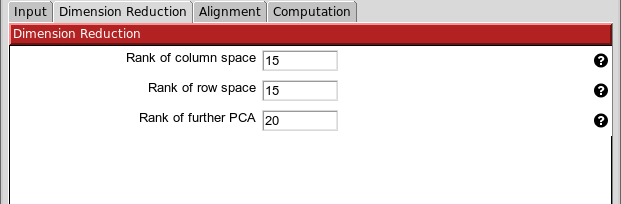 Input Dimension Reduction Alignment Computation
Dimension Reduction
Rank of column space 15 ?
Rank of row space 15 ?
Rank of further PCA 20 ?